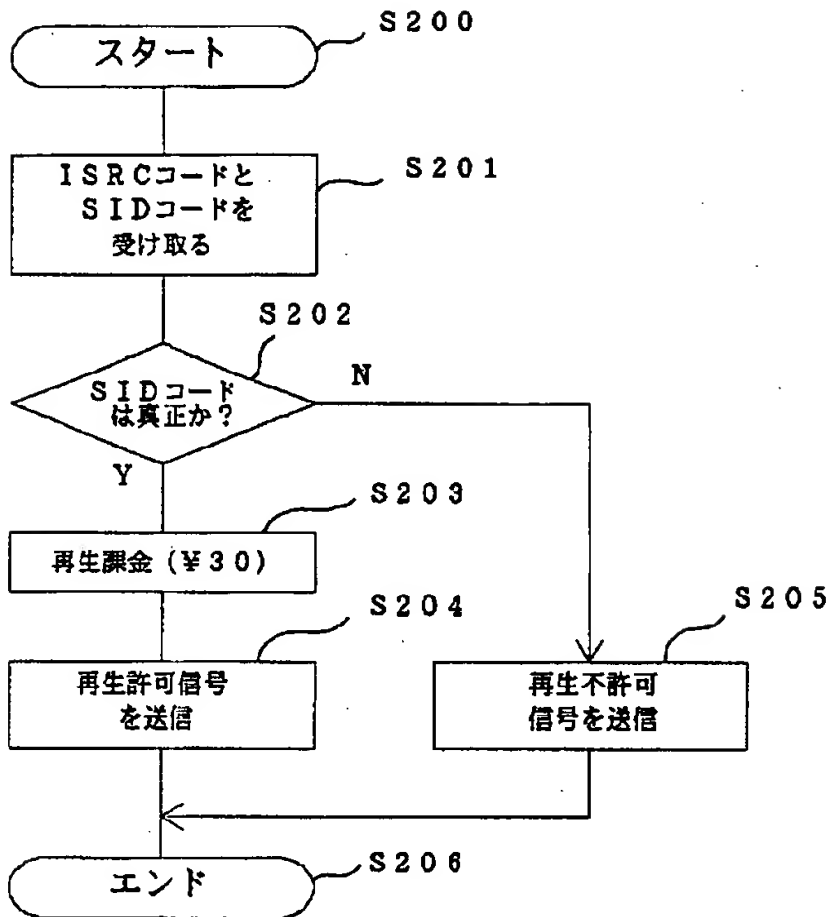 S200
スタート
S201
ISRCコードと
SIDコードを
受け取る
S202
SIDコード
は真正か?
N
Y
S203
再生課金(¥30)
S204
再生許可信号
を送信
S205
再生不許可
信号を送信
エンド
S206